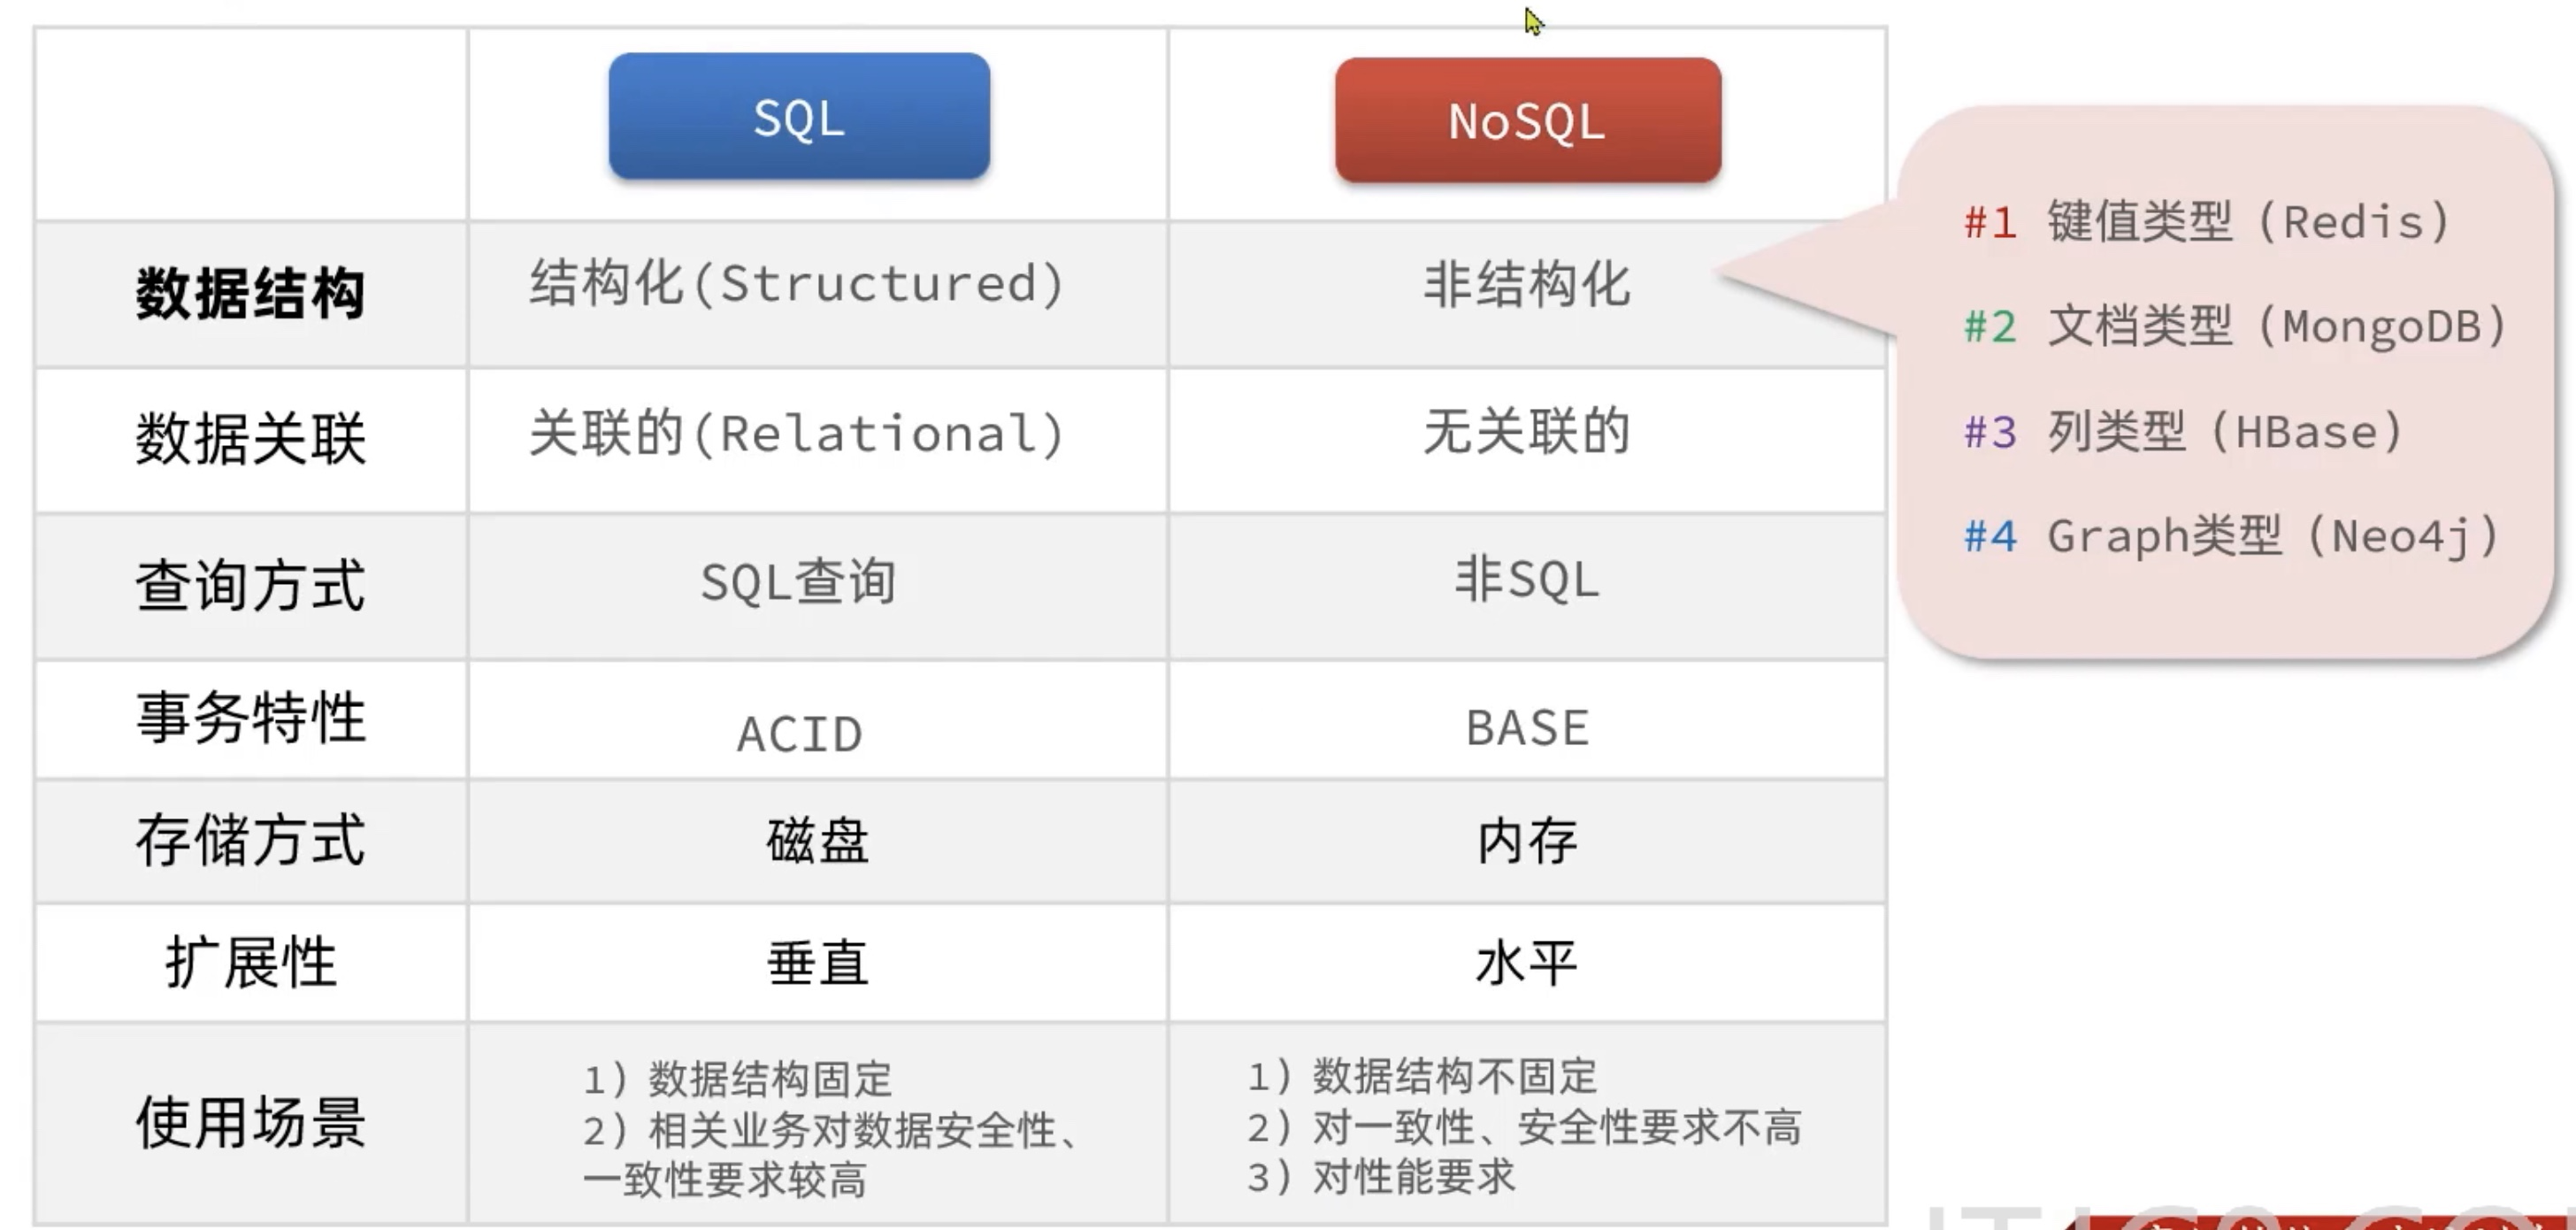 SQL
NoSQL
数据结构
结构化(Structured)
非结构化
数据关联
关联的(Relational)
无关联的
查询方式
SQL查询
非SQL
事务特性
ACID
BASE
存储方式
磁盘
内存
扩展性
垂直
水平
使用场景
1）数据结构固定
2）相关业务对数据安全性、
一致性要求较高
1）数据结构不固定
2）对一致性、安全性要求不高
3）对性能要求
#1 键值类型（Redis）
#2 文档类型（MongoDB）
#3 列类型（HBase）
#4 Graph类型（Neo4j）